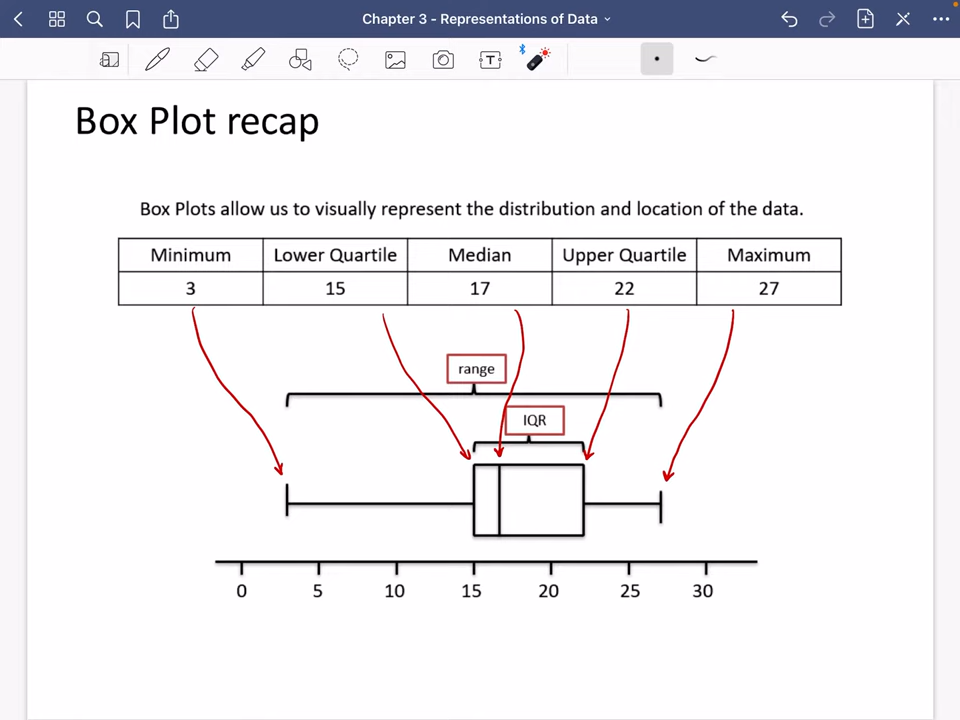 Chapter 3 - Representations of Data
T
Box Plot recap
Box Plots allow us to visually represent the distribution and location of the data.
Minimum Lower Quartile Median Upper Quartile Maximum
3 15 17 22 27
range
IQR
0 5 10 15 20 25 30